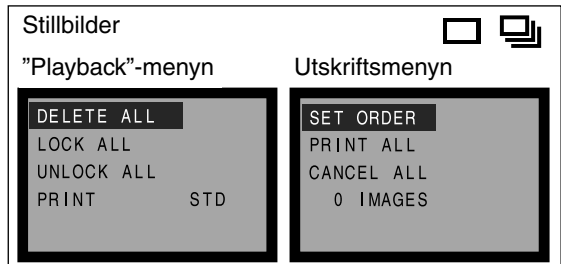 Stillbilder
”Playback”-menyn
DELETE ALL
LOCK ALL
UNLOCK ALL
PRINT STD
Utskriftsmenyn
SET ORDER
PRINT ALL
CANCEL ALL
0 IMAGES